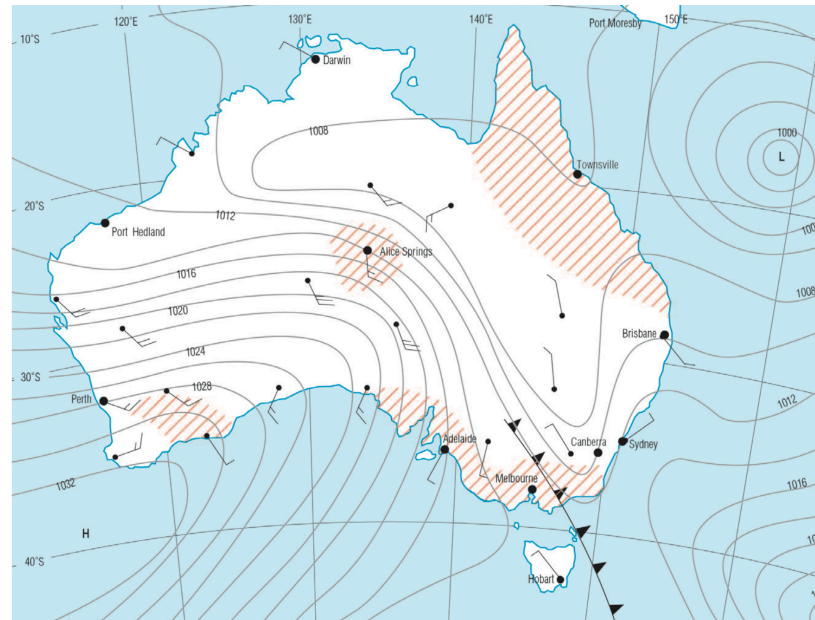 120°E
130°E
140°E
Port Moresby
150°E
10°S
Darwin
1008
1000
L
Townsville
20°S
1012
Port Hedland
Alice Springs
1016
1008
1020
Brisbane
1024
30°S
1028
Perth
1012
Adelaide
Canberra
Sydney
Melbourne
1032
1016
H
40°S
Hobart